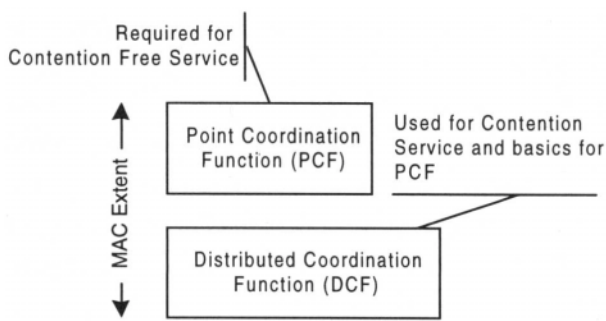 Required for
Contention Free Service
MAC Extent
Point Coordination
Function (PCF)
Used for Contention
Service and basics for
PCF
Distributed Coordination
Function (DCF)